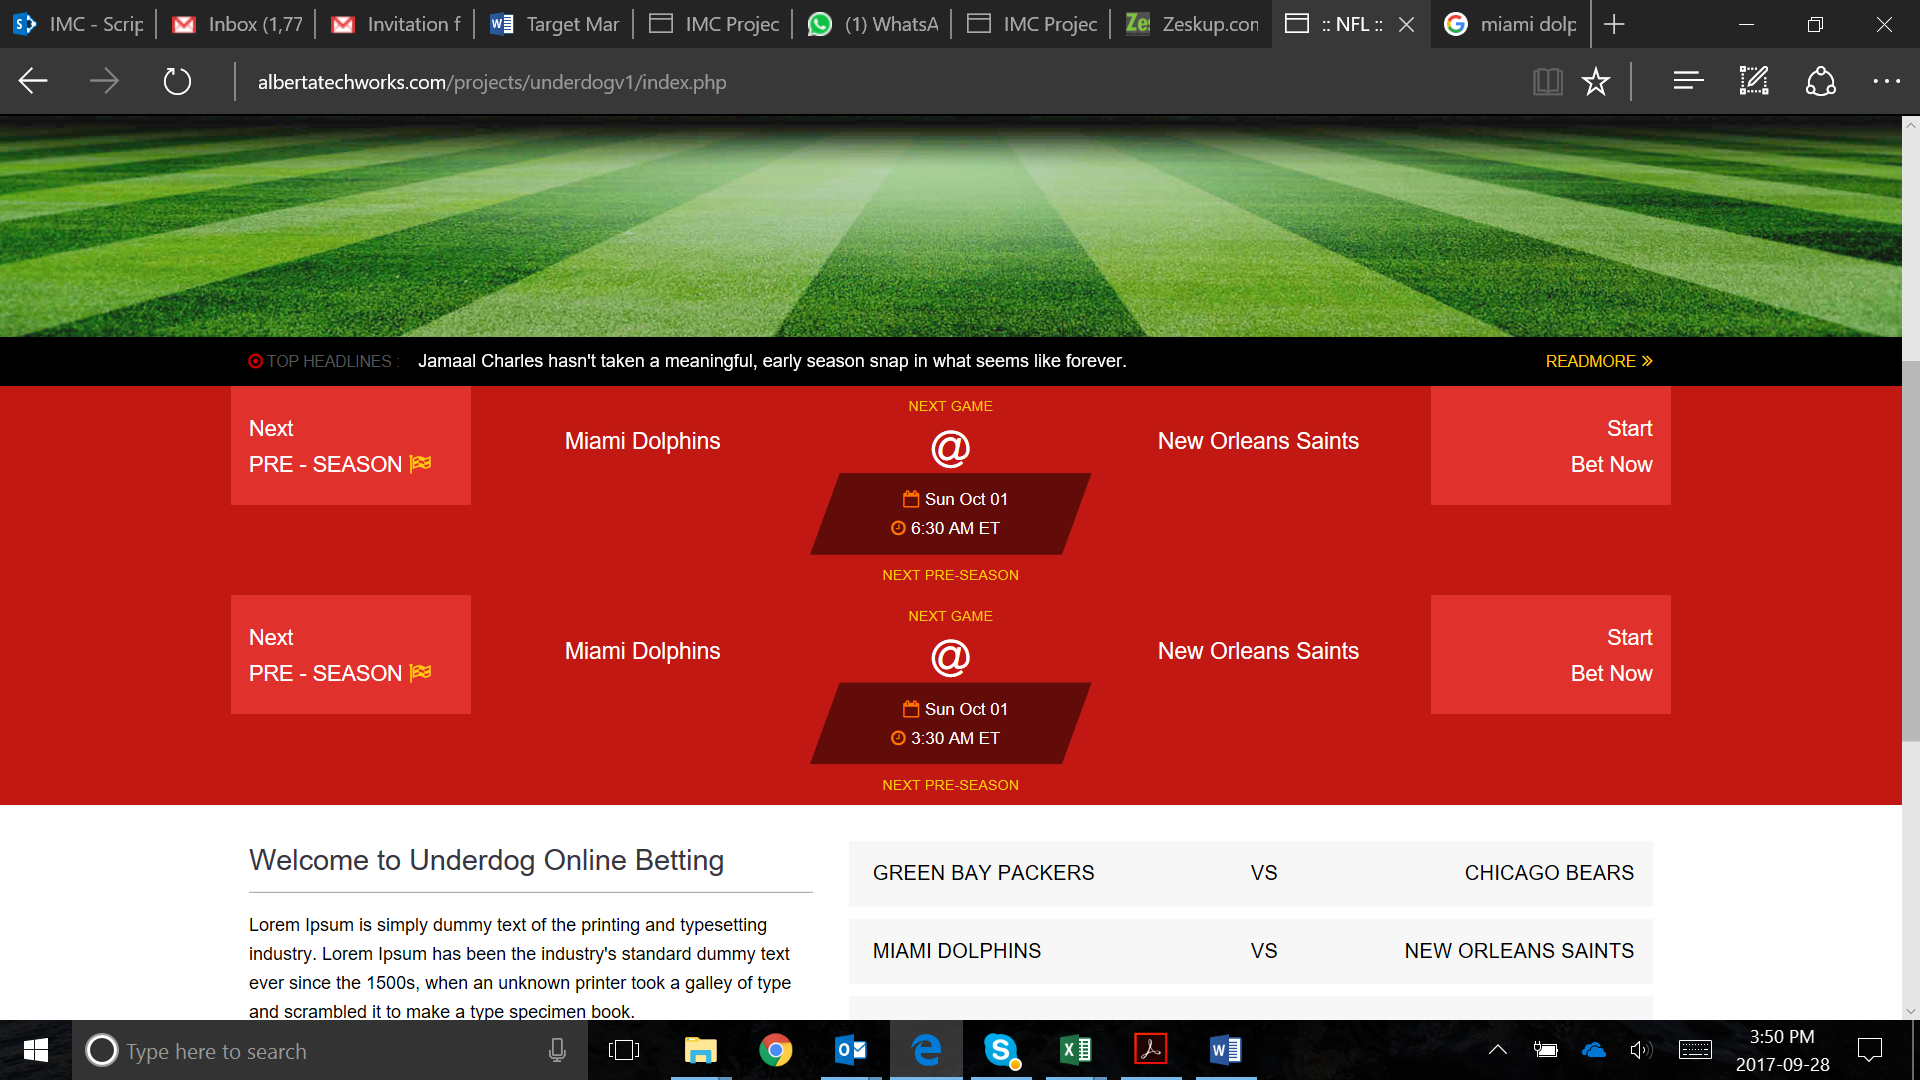 IMC - Scrip
Inbox (1,77
Invitation f
Target Mar
IMC Projec
(1) WhatsA
IMC Projec
Zeskup.con
:: NFL ::
miami dolp
albertatechworks.com/projects/underdogv1/index.php
TOP HEADLINES :
Jamaal Charles hasn't taken a meaningful, early season snap in what seems like forever.
READMORE »
Next
PRE - SEASON
Miami Dolphins
NEXT GAME
@
Sun Oct 01
6:30 AM ET
NEXT PRE-SEASON
New Orleans Saints
Start
Bet Now
Next
PRE - SEASON
Miami Dolphins
NEXT GAME
@
Sun Oct 01
3:30 AM ET
NEXT PRE-SEASON
New Orleans Saints
Start
Bet Now
Welcome to Underdog Online Betting
Lorem Ipsum is simply dummy text of the printing and typesetting
industry. Lorem Ipsum has been the industry's standard dummy text
ever since the 1500s, when an unknown printer took a galley of type
and scrambled it to make a type specimen book.
GREEN BAY PACKERS VS CHICAGO BEARS
MIAMI DOLPHINS VS NEW ORLEANS SAINTS
Type here to search
3:50 PM
2017-09-28